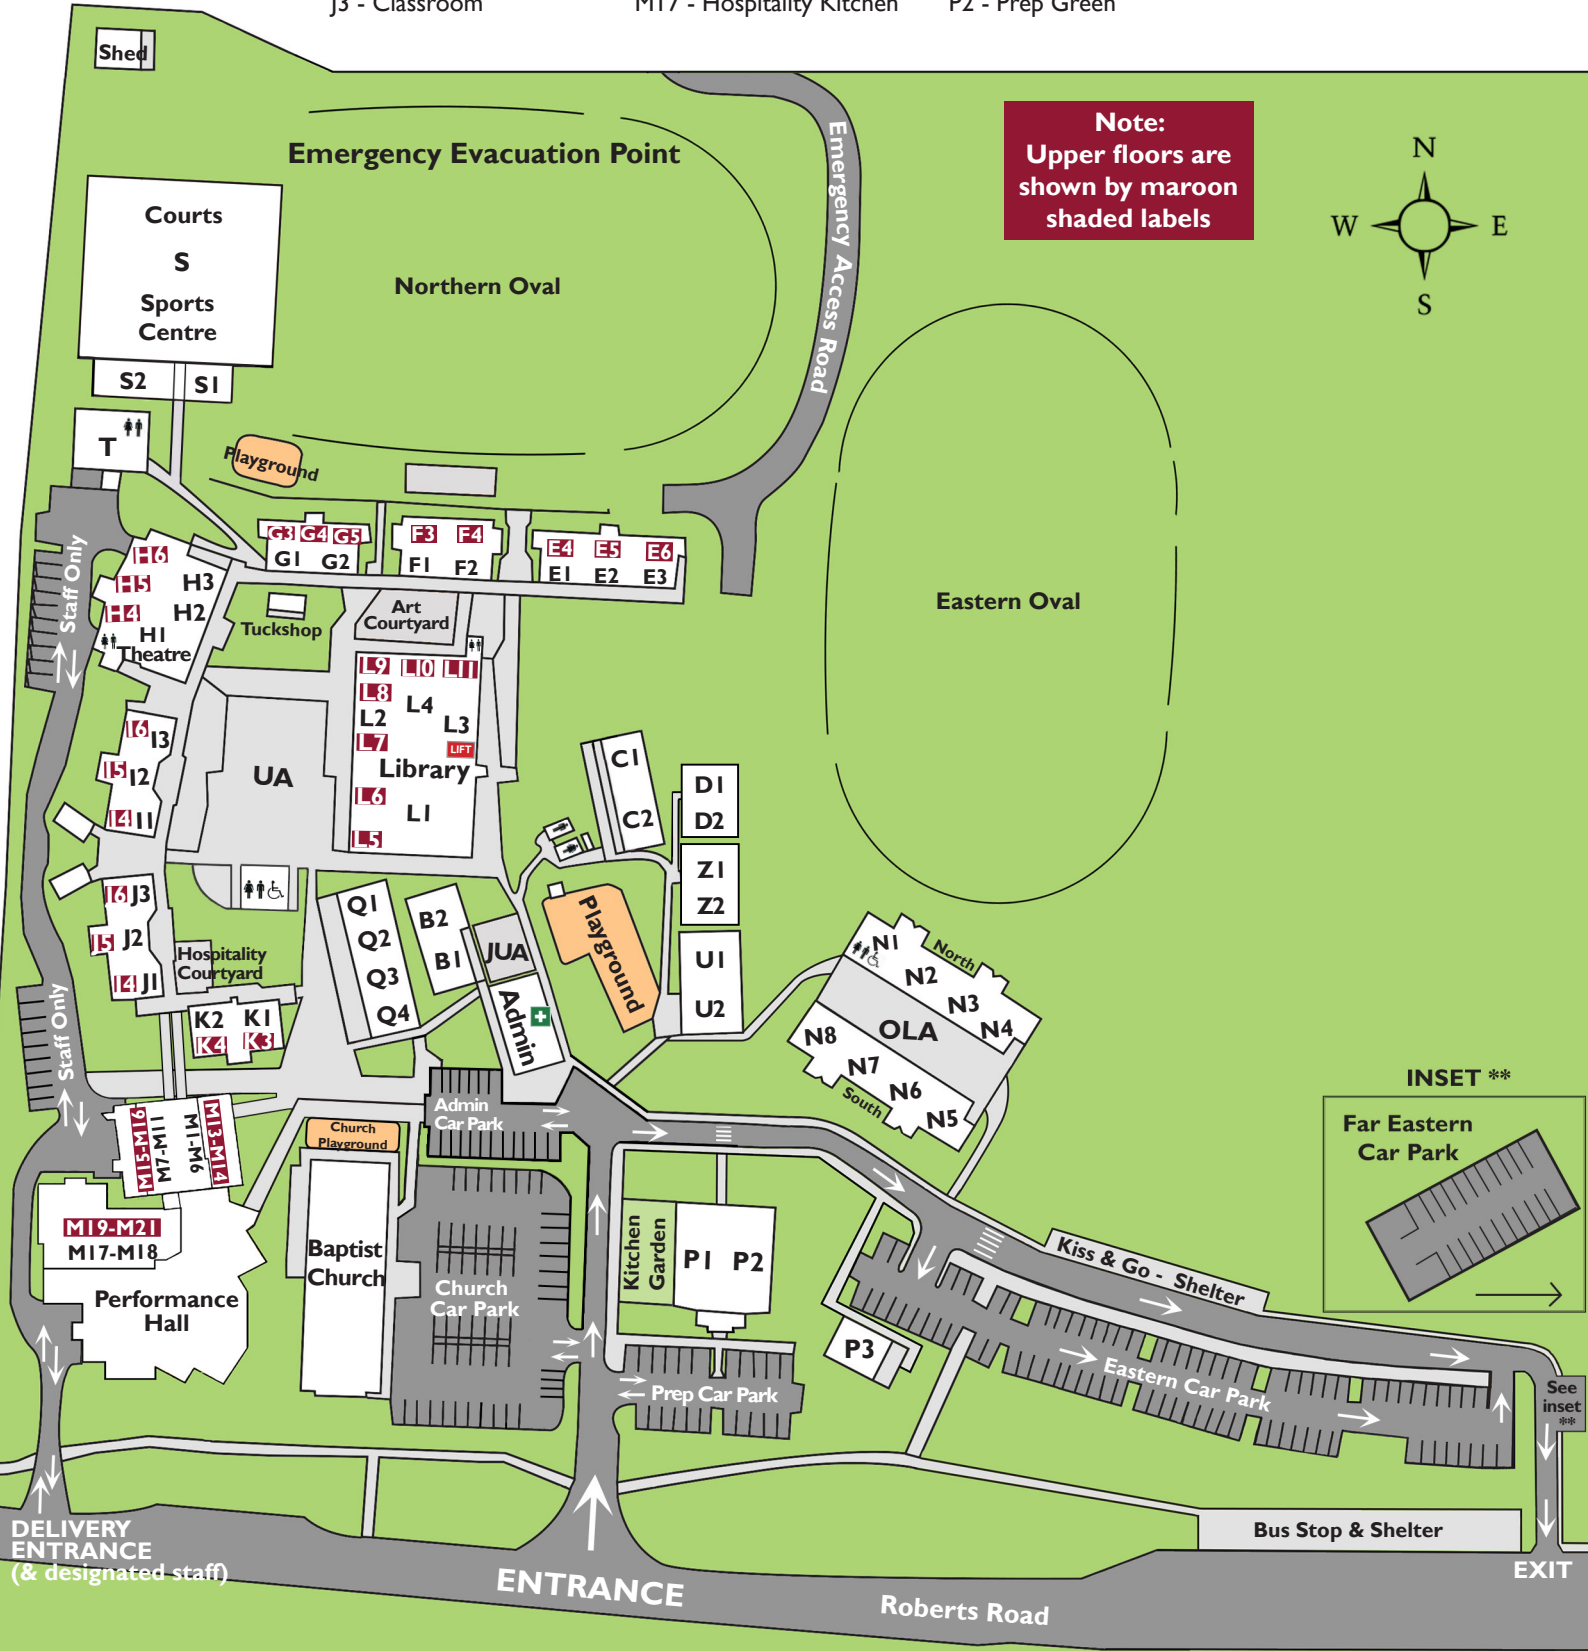 J3 - Classroom
M17 - Hospitality Kitchen
P2 - Prep Green
Shed
Note:
Upper floors are
shown by maroon
shaded labels
N
W
E
S
Emergency Evacuation Point
Emergency Access Road
Courts
S
Sports
Centre
Northern Oval
S2
S1
T
Playground
G3 G4 G5
G1 G2
F3 F4
F1 F2
E4 E5 E6
E1 E2 E3
Staff Only
H6
H5 H3
H4 H2
H1
Theatre
Tuckshop
Art
Courtyard
Eastern Oval
L9 L10 L11
L8
L4
L2
L3
L7
LIFT
Library
L6
L1
L5
UA
I6 I3
I5 I2
I4 I1
C1
C2
D1
D2
Z1
Z2
U1
U2
I6 J3
I5 J2
I4 J1
Hospitality
Courtyard
Q1
Q2
Q3
Q4
B2
B1
JUA
Admin
Playground
K2 K1
K4 K3
Staff Only
N1
North
N2
N3
N4
OLA
N8
N7
N6
N5
South
INSET **
Far Eastern
Car Park
M15-M16
M7-M11
M1-M6
M13-M14
Admin
Car Park
Church
Playground
M19-M21
M17-M18
Performance
Hall
Baptist
Church
Church
Car Park
Kitchen
Garden
P1 P2
P3
Prep Car Park
Kiss & Go - Shelter
Eastern Car Park
See
inset
**
DELIVERY
ENTRANCE
(& designated staff)
ENTRANCE
Roberts Road
Bus Stop & Shelter
EXIT